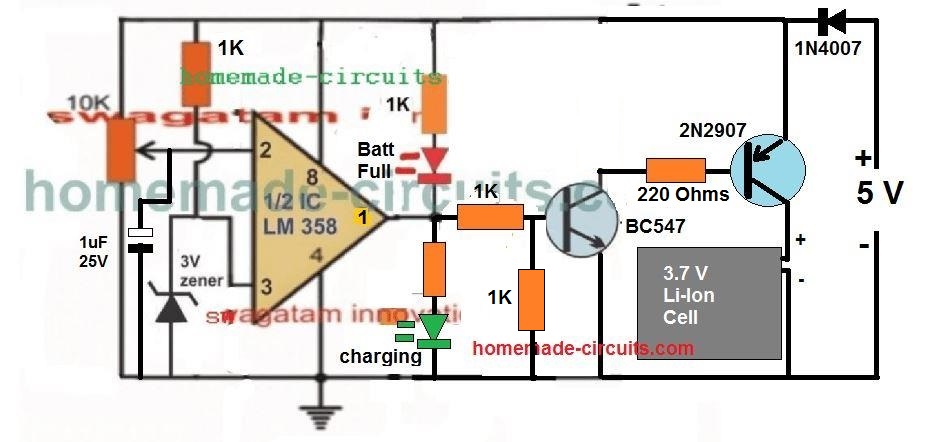 1K
1N4007
homemade-circuits
10K
1K
swagatam i
2N2907
Batt
Full
2
8
+
homemade-circuits.c
1K
220 Ohms
5 V
1/2 IC
LM 358
1
BC547
1uF
25V
3V
zener
4
+
-
-
3
1K
3.7 V
Li-Ion
Cell
swagatam innovati
charging
homemade-circuits.com